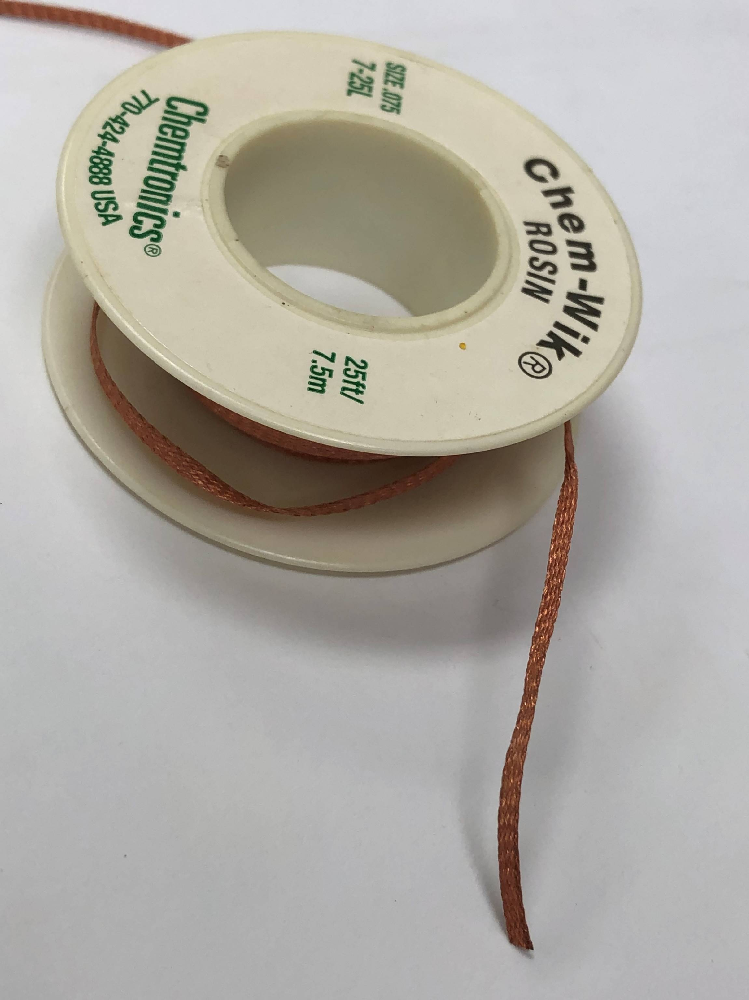 Chem-Wik®
ROSIN
SIZE .075
7-25L
25ft/
7.5m
Chemtronics®
770-424-4888 USA